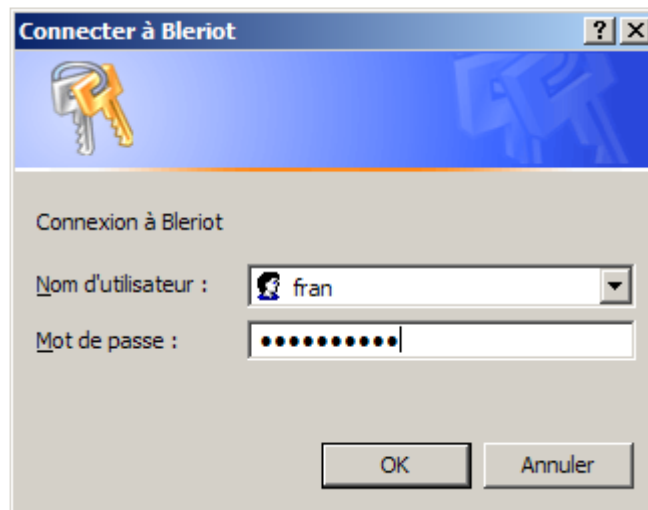 Connecter à Bleriot
Connexion à Bleriot
Nom d'utilisateur : fran
Mot de passe : ●●●●●●●●●●
OK Annuler